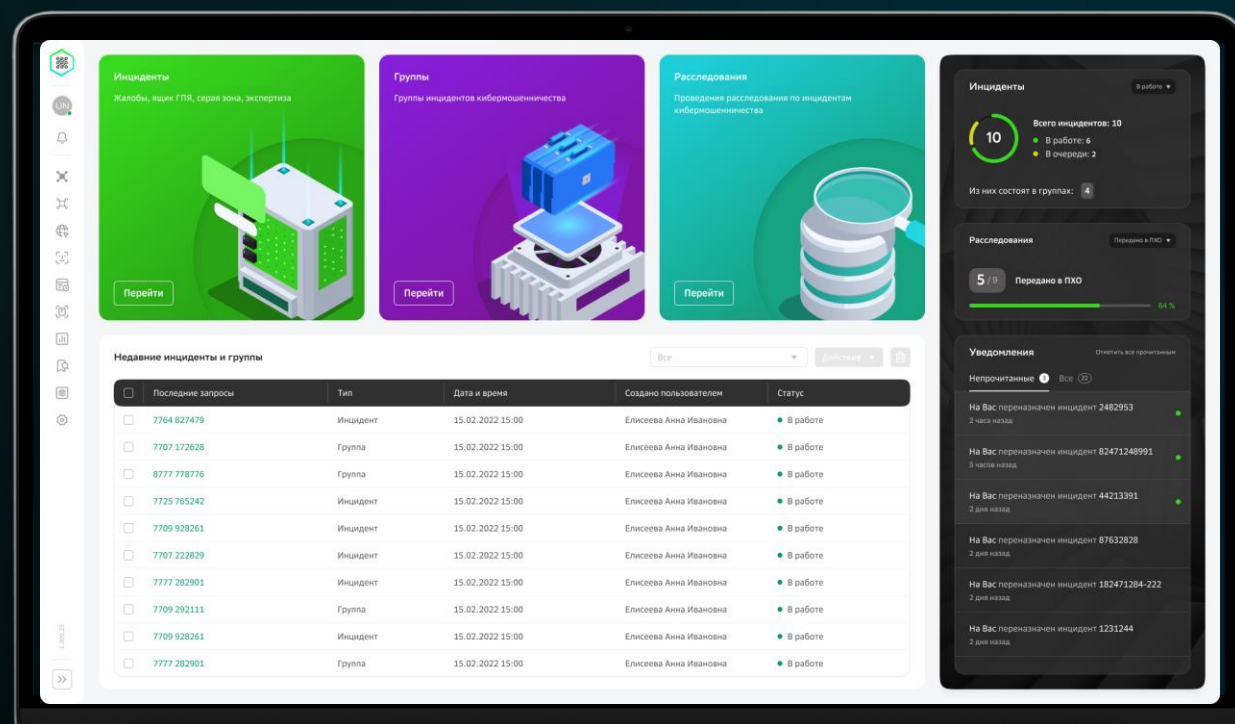 UN
Инциденты
Жалобы, ящик ГПЯ, серая зона, экспертиза
Перейти
Группы
Группы инцидентов кибермошенничества
Перейти
Расследования
Проведения расследования по инцидентам
кибермошенничества
Перейти
Недавние инциденты и группы
Все
Действия
Последние запросы Тип Дата и время Создано пользователем Статус
7764 827479 Инцидент 15.02.2022 15:00 Елисеева Анна Ивановна В работе
7707 172628 Группа 15.02.2022 15:00 Елисеева Анна Ивановна В работе
8777 778776 Группа 15.02.2022 15:00 Елисеева Анна Ивановна В работе
7725 765242 Инцидент 15.02.2022 15:00 Елисеева Анна Ивановна В работе
7709 928261 Инцидент 15.02.2022 15:00 Елисеева Анна Ивановна В работе
7707 222829 Инцидент 15.02.2022 15:00 Елисеева Анна Ивановна В работе
7777 282901 Инцидент 15.02.2022 15:00 Елисеева Анна Ивановна В работе
7709 292111 Группа 15.02.2022 15:00 Елисеева Анна Ивановна В работе
7709 928261 Инцидент 15.02.2022 15:00 Елисеева Анна Ивановна В работе
7777 282901 Группа 15.02.2022 15:00 Елисеева Анна Ивановна В работе
Инциденты
В работе
10
Всего инцидентов: 10
В работе: 6
В очереди: 2
Из них состоят в группах: 4
Расследования
Передано в ПХО
5 / 9 Передано в ПХО
64 %
Уведомления
Отметить все прочитанным
Непрочитанные 3 Все 22
На Вас переназначен инцидент 2482953
2 часа назад
На Вас переназначен инцидент 82471248991
5 часов назад
На Вас переназначен инцидент 44213391
2 дня назад
На Вас переназначен инцидент 87632828
2 дня назад
На Вас переназначен инцидент 182471284-222
2 дня назад
На Вас переназначен инцидент 1231244
2 дня назад